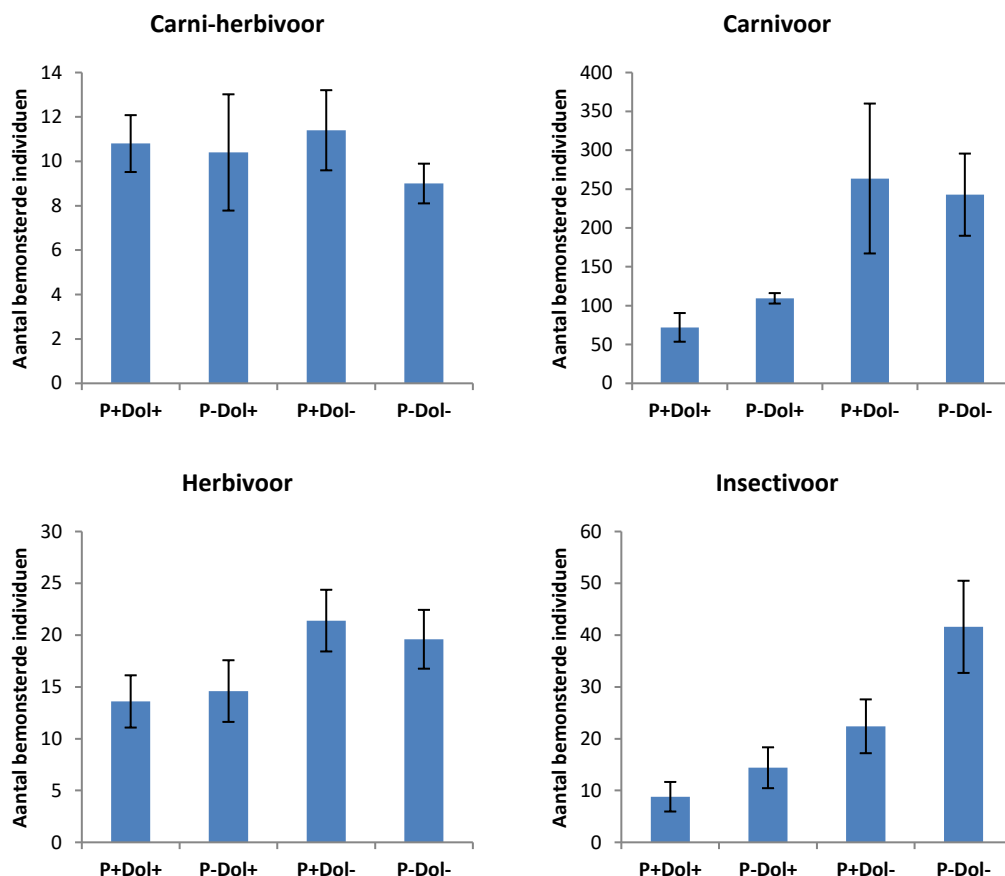 Carni-herbivoor
Aantal bemonsterde individuen
14
12
10
8
6
4
2
0
P+Dol+ P-Dol+ P+Dol- P-Dol-
Carnivoor
Aantal bemonsterde individuen
400
350
300
250
200
150
100
50
0
P+Dol+ P-Dol+ P+Dol- P-Dol-
Herbivoor
Aantal bemonsterde individuen
30
25
20
15
10
5
0
P+Dol+ P-Dol+ P+Dol- P-Dol-
Insectivoor
Aantal bemonsterde individuen
60
50
40
30
20
10
0
P+Dol+ P-Dol+ P+Dol- P-Dol-